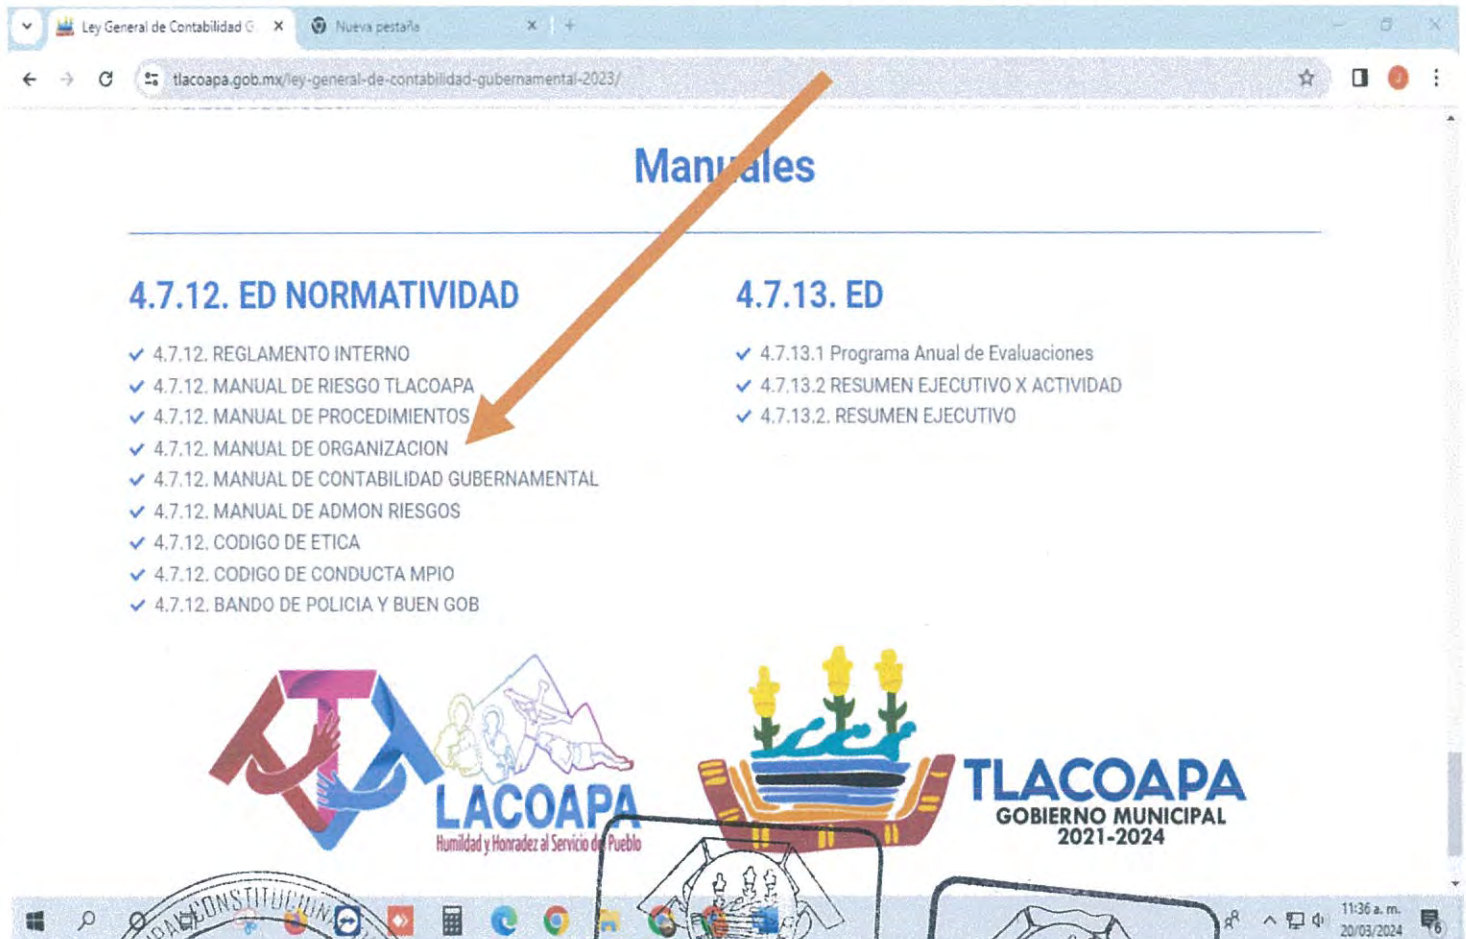 Ley General de Contabilidad G
Nueva pestaña
tlacoapa.gob.mx/ley-general-de-contabilidad-gubernamental-2023/
Manuales
4.7.12. ED NORMATIVIDAD
4.7.12. REGLAMENTO INTERNO
4.7.12. MANUAL DE RIESGO TLACOAPA
4.7.12. MANUAL DE PROCEDIMIENTOS
4.7.12. MANUAL DE ORGANIZACION
4.7.12. MANUAL DE CONTABILIDAD GUBERNAMENTAL
4.7.12. MANUAL DE ADMON RIESGOS
4.7.12. CODIGO DE ETICA
4.7.12. CODIGO DE CONDUCTA MPIO
4.7.12. BANDO DE POLICIA Y BUEN GOB
4.7.13. ED
4.7.13.1 Programa Anual de Evaluaciones
4.7.13.2 RESUMEN EJECUTIVO X ACTIVIDAD
4.7.13.2. RESUMEN EJECUTIVO
LACOAPA
Humildad y Honradez al Servicio de Pueblo
TLACOAPA
GOBIERNO MUNICIPAL
2021-2024
11:36 a. m.
20/03/2024